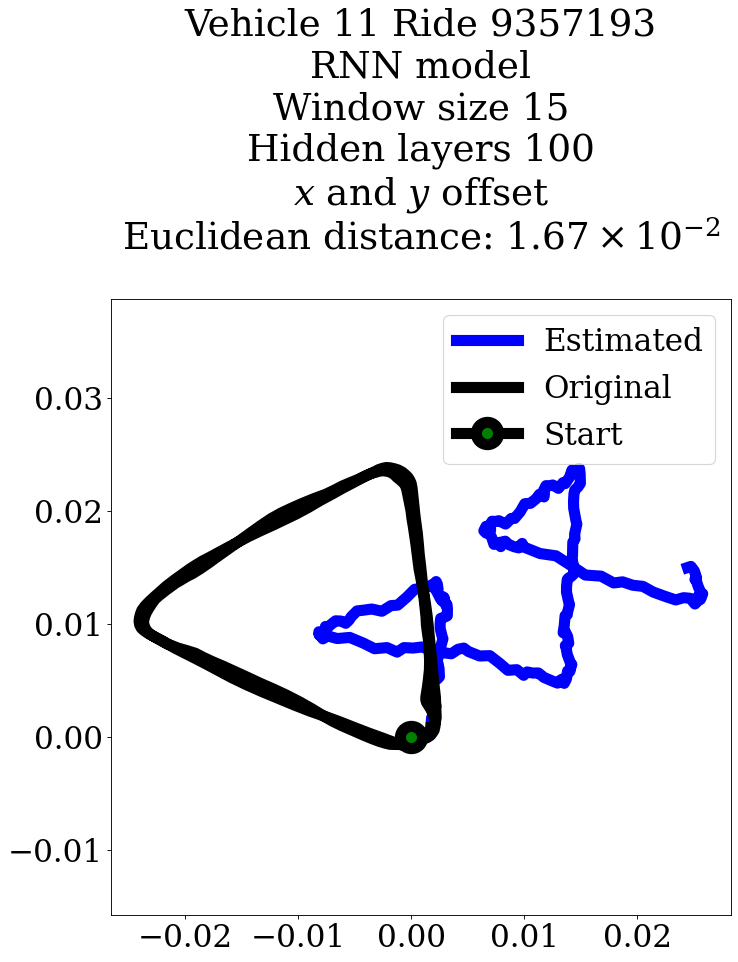 Vehicle 11 Ride 9357193
RNN model
Window size 15
Hidden layers 100
x and y offset
Euclidean distance: 1.67 × 10⁻²
Estimated
Original
Start
0.03
0.02
0.01
0.00
−0.01
−0.02 −0.01 0.00 0.01 0.02